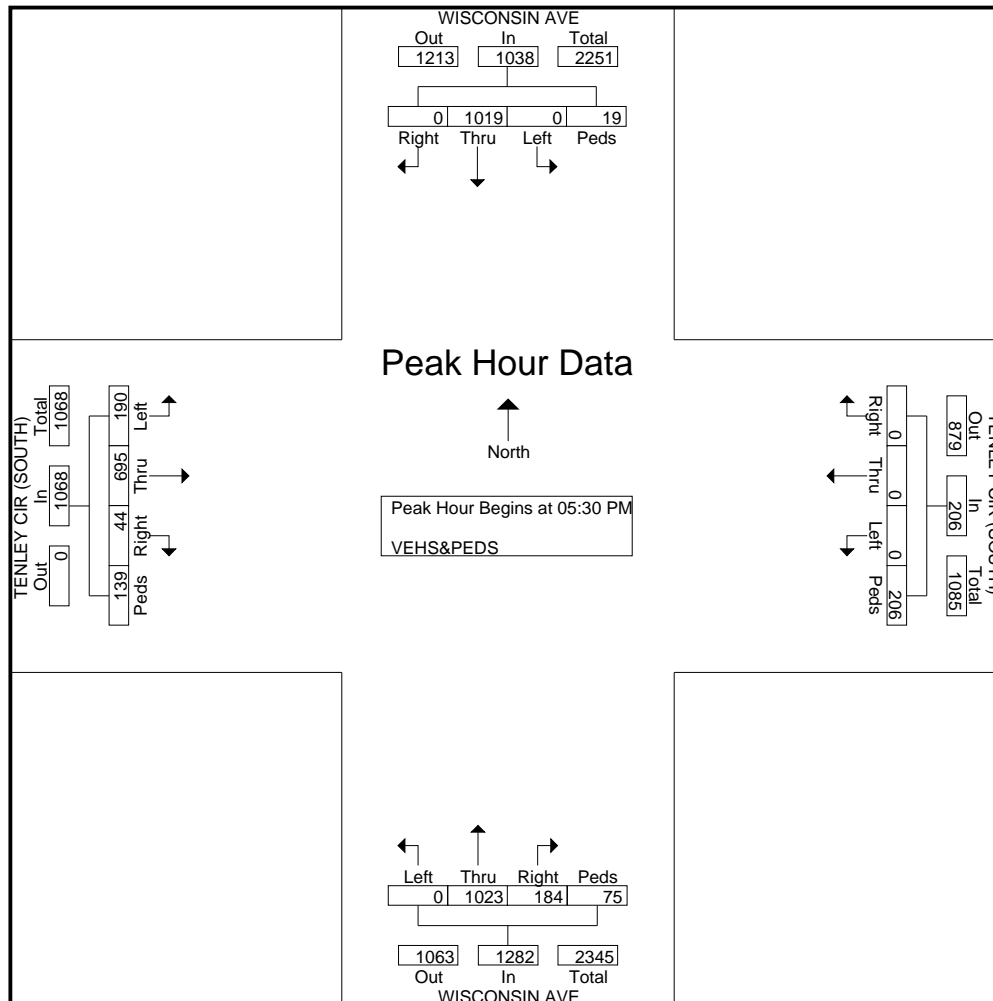 WISCONSIN AVE
Out In Total
1213 1038 2251
0 1019 0 19
Right Thru Left Peds
Peak Hour Data
North
Peak Hour Begins at 05:30 PM
VEHS&PEDS
TENLEY CIR (SOUTH)
Out In Total
0 1068 1068
139 44 695 190
Peds Right Thru Left
TENLEY CIR (SOUTH)
Out In Total
879 206 1085
0 0 0 206
Right Thru Left Peds
Left Thru Right Peds
0 1023 184 75
1063 1282 2345
Out In Total
WISCONSIN AVE